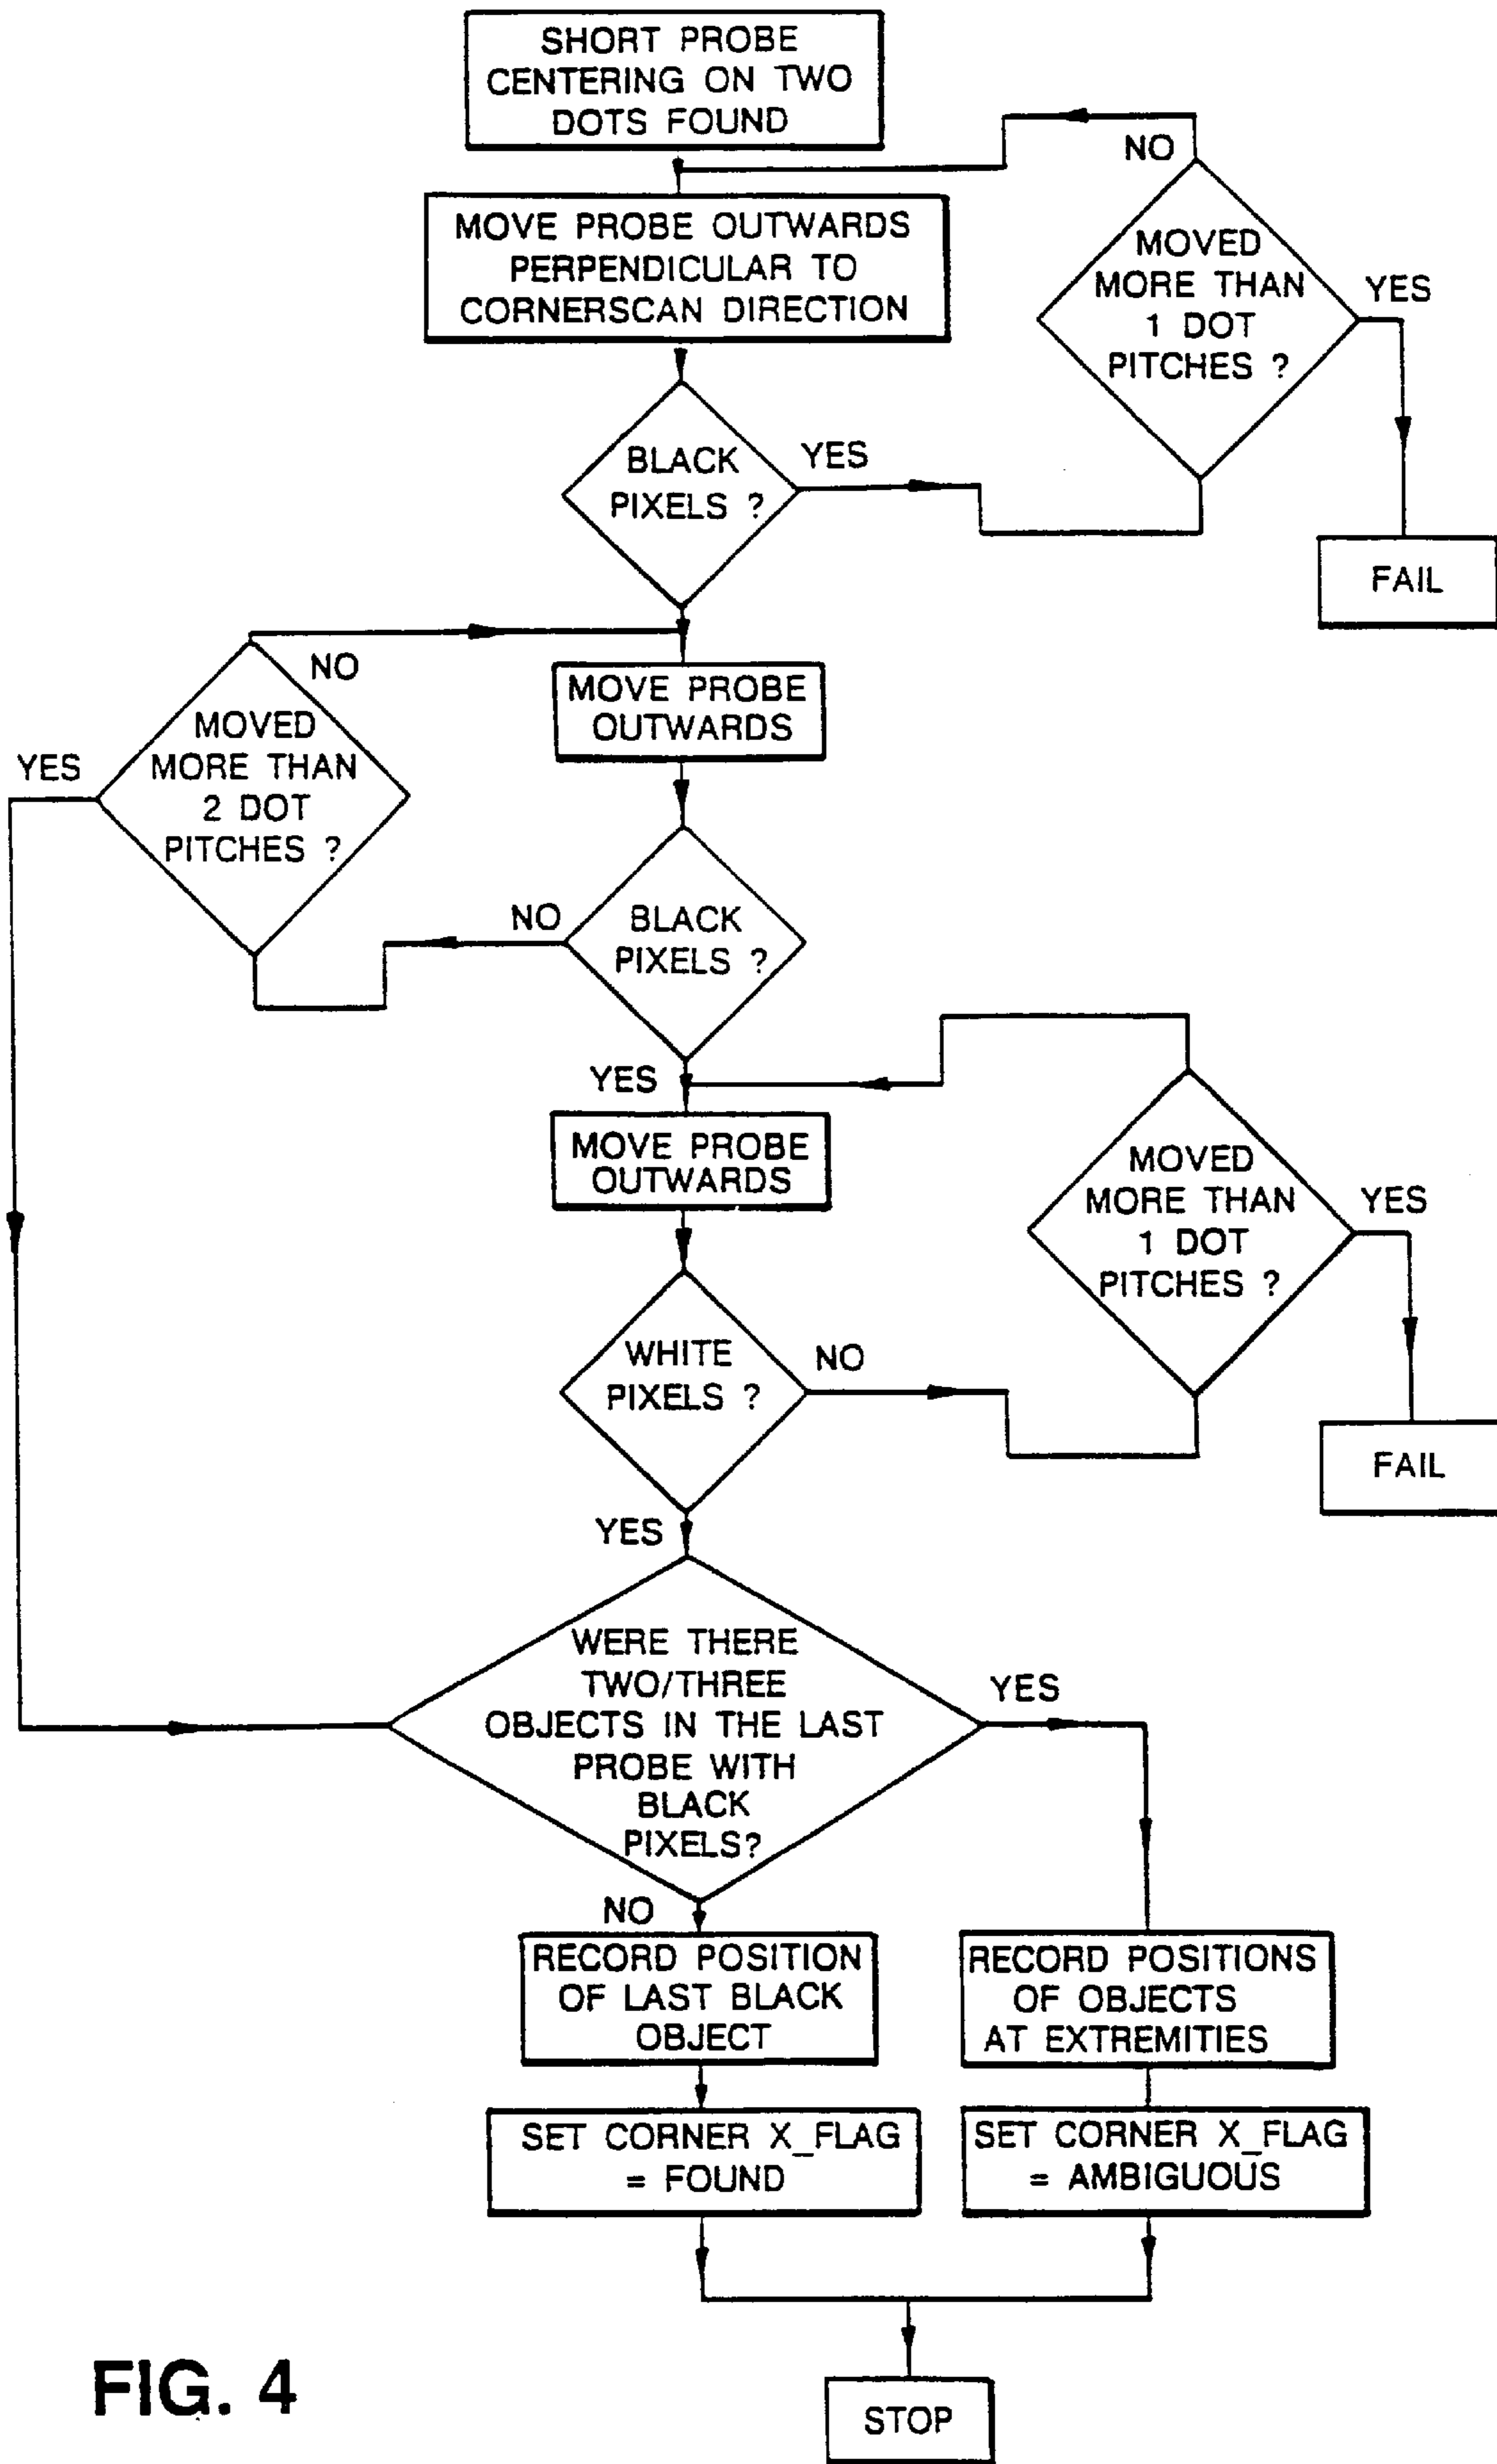 SHORT PROBE
CENTERING ON TWO
DOTS FOUND
NO
MOVE PROBE OUTWARDS
PERPENDICULAR TO
CORNERSCAN DIRECTION
MOVED
MORE THAN
1 DOT
PITCHES ?
YES
BLACK
PIXELS ?
YES
FAIL
NO
MOVE PROBE
OUTWARDS
MOVED
MORE THAN
2 DOT
PITCHES ?
YES
NO
BLACK
PIXELS ?
YES
MOVE PROBE
OUTWARDS
MOVED
MORE THAN
1 DOT
PITCHES ?
YES
WHITE
PIXELS ?
NO
FAIL
YES
WERE THERE
TWO/THREE
OBJECTS IN THE LAST
PROBE WITH
BLACK
PIXELS?
YES
NO
RECORD POSITION
OF LAST BLACK
OBJECT
RECORD POSITIONS
OF OBJECTS
AT EXTREMITIES
SET CORNER X_FLAG
= FOUND
SET CORNER X_FLAG
= AMBIGUOUS
STOP
FIG. 4